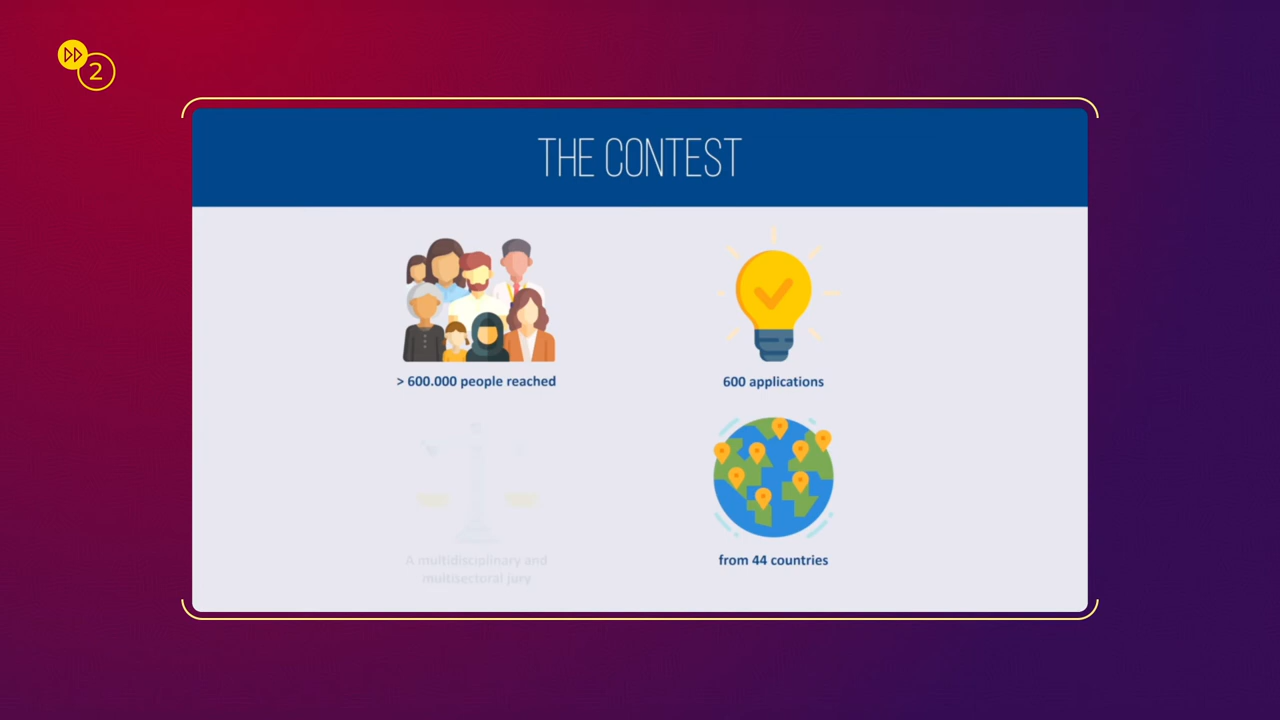 2
THE CONTEST
> 600.000 people reached
600 applications
A multidisciplinary and
multisectoral jury
from 44 countries